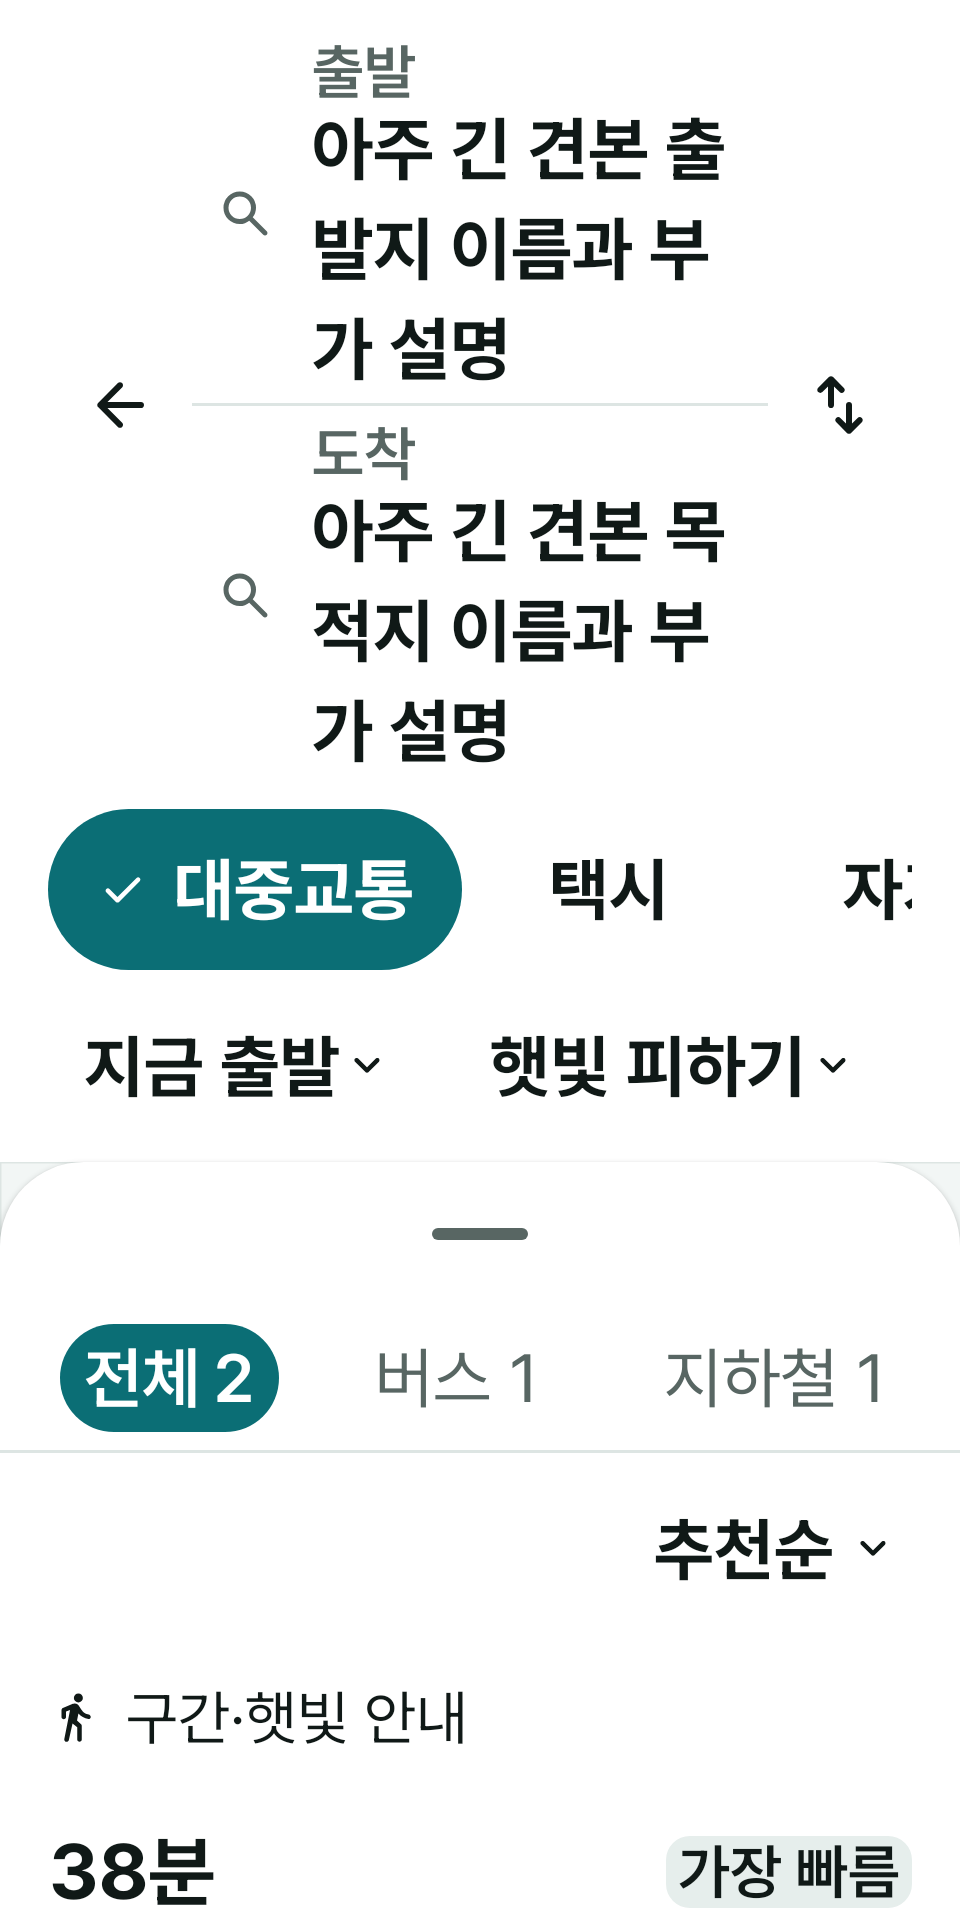 출발
아주 긴 견본 출
발지 이름과 부
가 설명
도착
아주 긴 견본 목
적지 이름과 부
가 설명
대중교통 택시 자
지금 출발 햇빛 피하기
전체 2 버스 1 지하철 1
추천순
구간·햇빛 안내
38분 가장 빠름